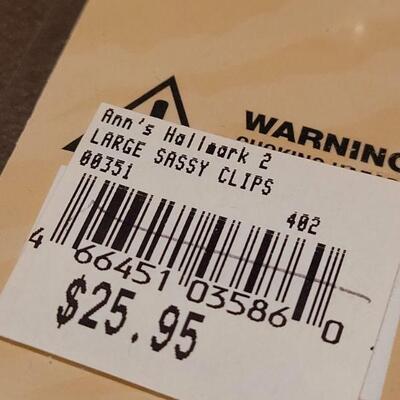 WARNING
Ann's Hallmark 2
LARGE SASSY CLIPS
00351
402
4 66451 03586 0
$25.95